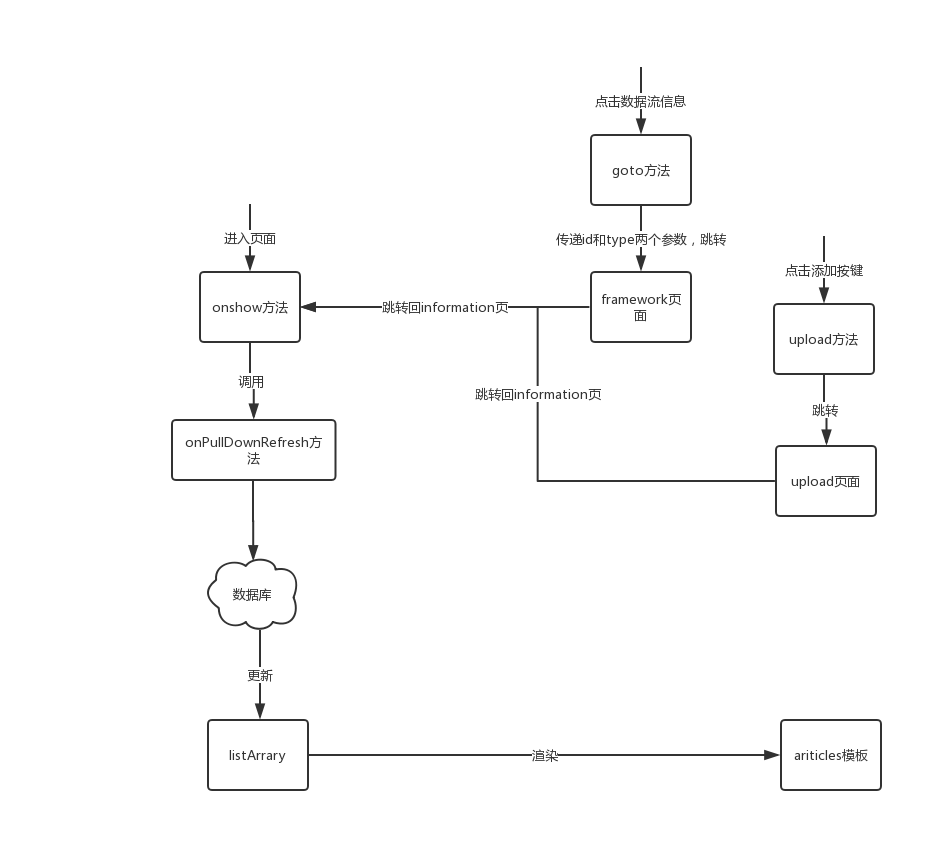 点击数据流信息
goto方法
进入页面
传递id和type两个参数，跳转
点击添加按键
onshow方法
跳转回information页
framework页
面
upload方法
调用
跳转回information页
跳转
onPullDownRefresh方
法
upload页面
数据库
更新
listArrary
渲染
ariticles模板